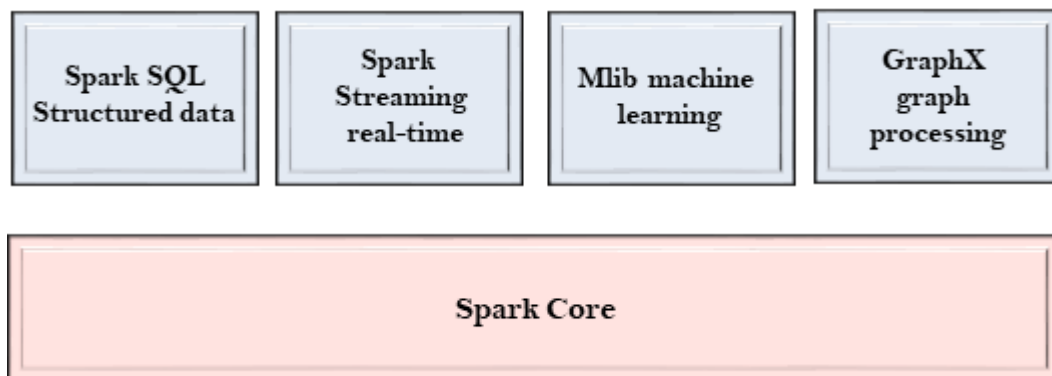 Spark SQL
Structured data
Spark
Streaming
real-time
Mlib machine
learning
GraphX
graph
processing
Spark Core